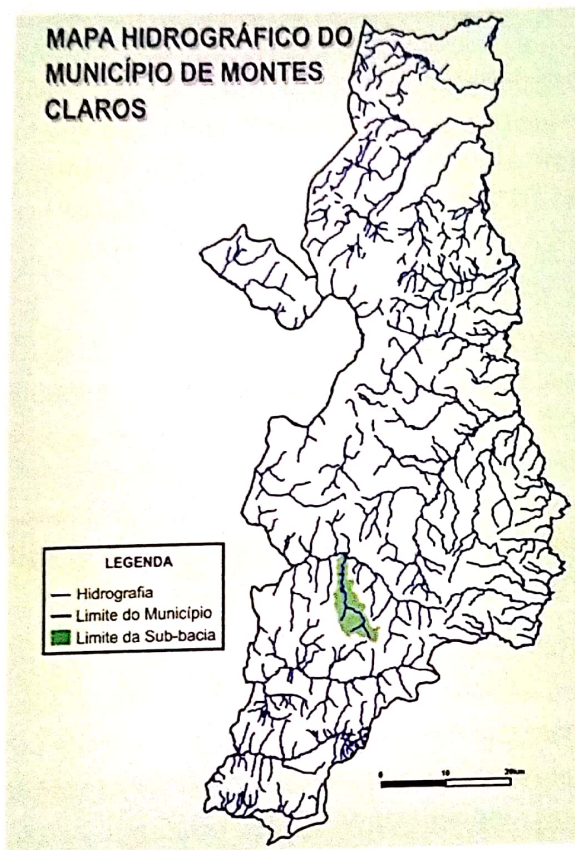 MAPA HIDROGRÁFICO DO
MUNICÍPIO DE MONTES
CLAROS
LEGENDA
Hidrografia
Limite do Município
Limite da Sub-bacia
0 10 20km